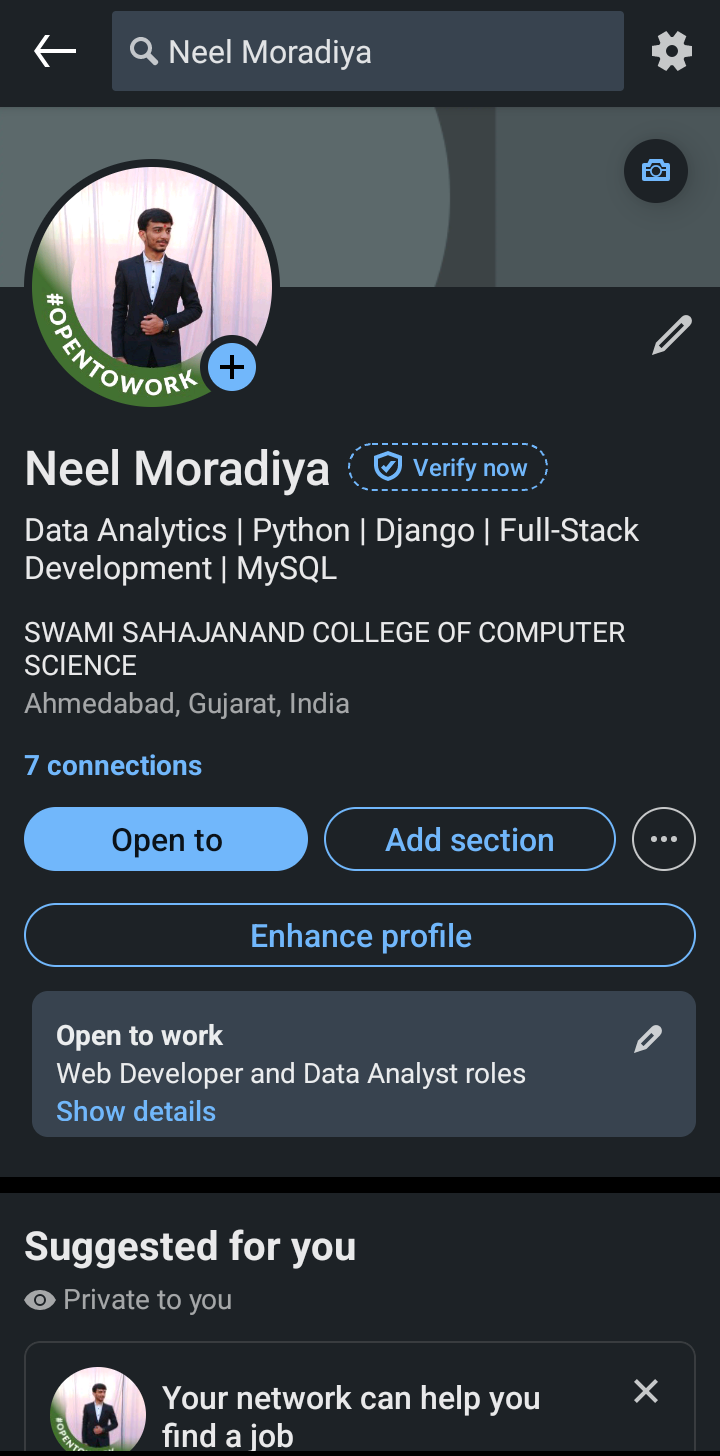 Neel Moradiya
#OPENTOWORK
Neel Moradiya
Verify now
Data Analytics | Python | Django | Full-Stack
Development | MySQL
SWAMI SAHAJANAND COLLEGE OF COMPUTER
SCIENCE
Ahmedabad, Gujarat, India
7 connections
Open to
Add section
Enhance profile
Open to work
Web Developer and Data Analyst roles
Show details
Suggested for you
Private to you
Your network can help you
find a job